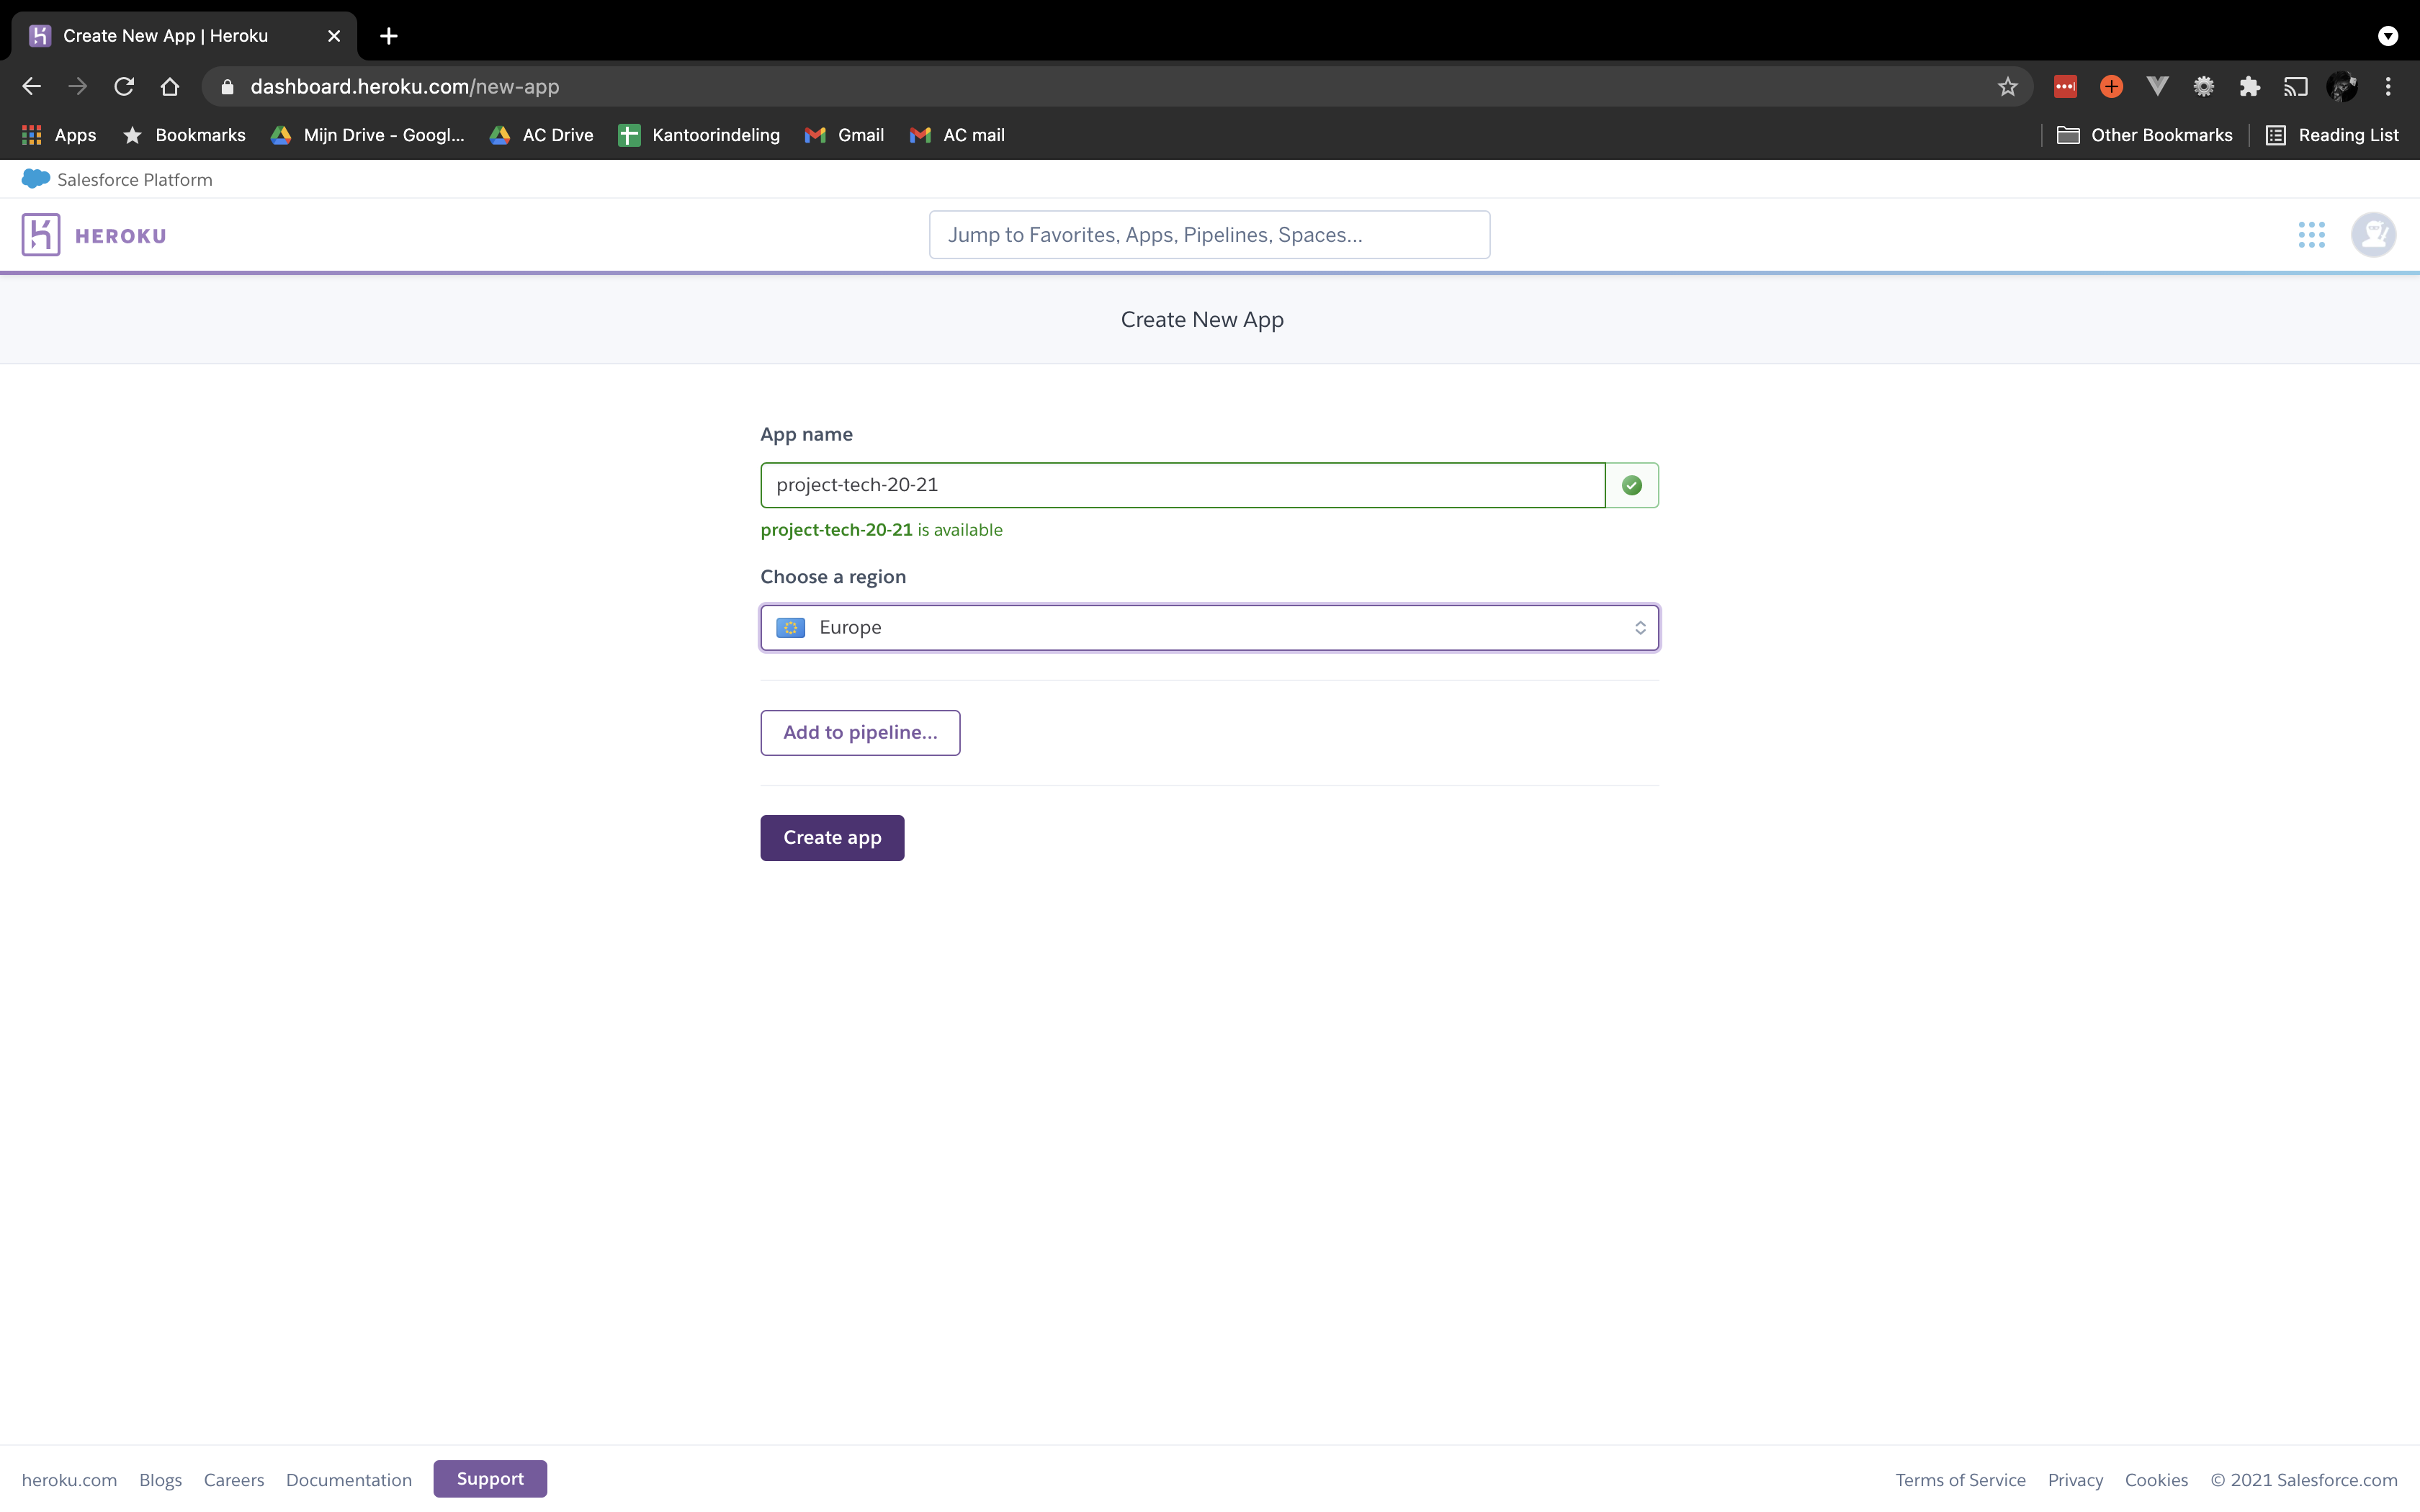 Create New App | Heroku
dashboard.heroku.com/new-app
Apps Bookmarks Mijn Drive - Googl... AC Drive Kantoorindeling Gmail AC mail Other Bookmarks Reading List
Salesforce Platform
HEROKU Jump to Favorites, Apps, Pipelines, Spaces...
Create New App
App name
project-tech-20-21
project-tech-20-21 is available
Choose a region
Europe
Add to pipeline...
Create app
heroku.com Blogs Careers Documentation Support Terms of Service Privacy Cookies © 2021 Salesforce.com